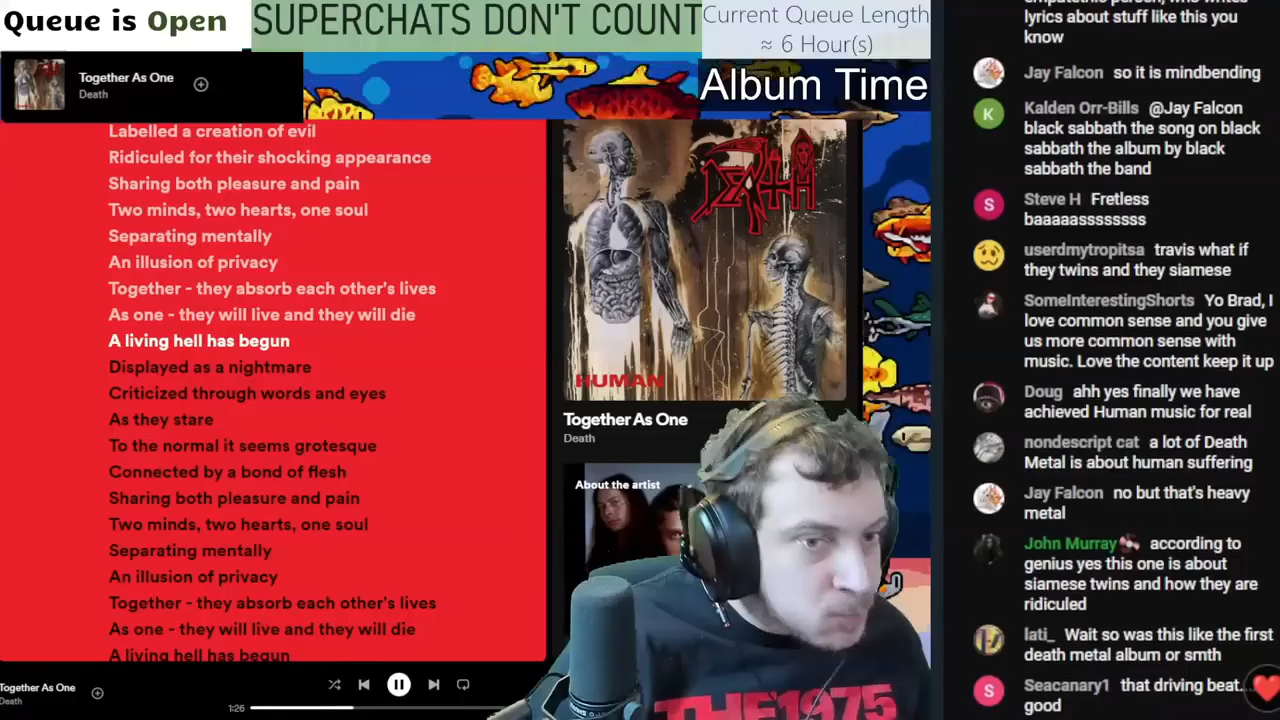 Queue is Open
SUPERCHATS DON'T COUNT
Current Queue Length
≈ 6 Hour(s)
Album Time
Together As One
Death
Labelled a creation of evil
Ridiculed for their shocking appearance
Sharing both pleasure and pain
Two minds, two hearts, one soul
Separating mentally
An illusion of privacy
Together - they absorb each other's lives
As one - they will live and they will die
A living hell has begun
Displayed as a nightmare
Criticized through words and eyes
As they stare
To the normal it seems grotesque
Connected by a bond of flesh
Sharing both pleasure and pain
Two minds, two hearts, one soul
Separating mentally
An illusion of privacy
Together - they absorb each other's lives
As one - they will live and they will die
A living hell has begun
DEATH
HUMAN
Together As One
Death
About the artist
THE 1975
Together As One
Death
1:26
lyrics about stuff like this you
know
Jay Falcon so it is mindbending
K
Kalden Orr-Bills @Jay Falcon
black sabbath the song on black
sabbath the album by black
sabbath the band
S
Steve H Fretless
baaaaassssssss
userdmytropitsa travis what if
they twins and they siamese
SomeInterestingShorts Yo Brad, I
love common sense and you give
us more common sense with
music. Love the content keep it up
Doug ahh yes finally we have
achieved Human music for real
nondescript cat a lot of Death
Metal is about human suffering
Jay Falcon no but that's heavy
metal
John Murray according to
genius yes this one is about
siamese twins and how they are
ridiculed
lati_ Wait so was this like the first
death metal album or smth
S
Seacanary1 that driving beat..
good